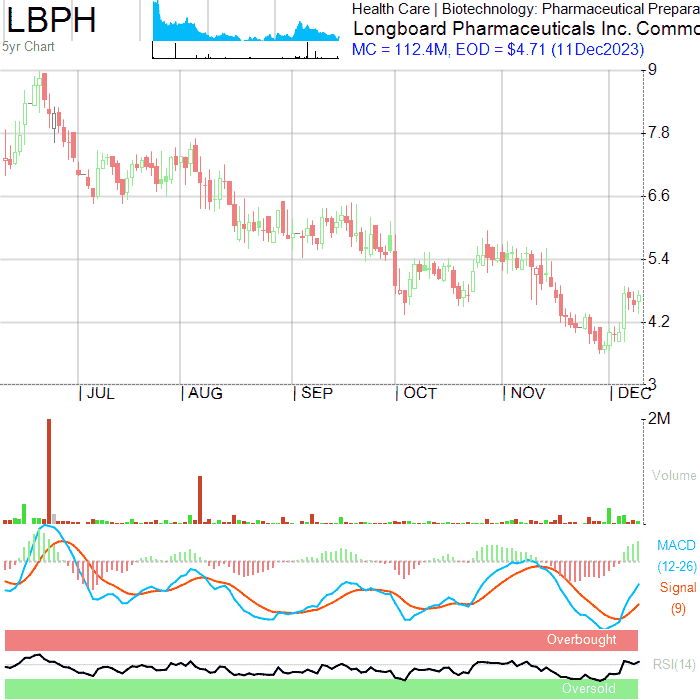 LBPH
5yr Chart
Health Care | Biotechnology: Pharmaceutical Prepara
Longboard Pharmaceuticals Inc. Commo
MC = 112.4M, EOD = $4.71 (11Dec2023)
9
7.8
6.6
5.4
4.2
3
JUL
AUG
SEP
OCT
NOV
DEC
2M
Volume
MACD
(12-26)
Signal
(9)
Overbought
RSI(14)
Oversold